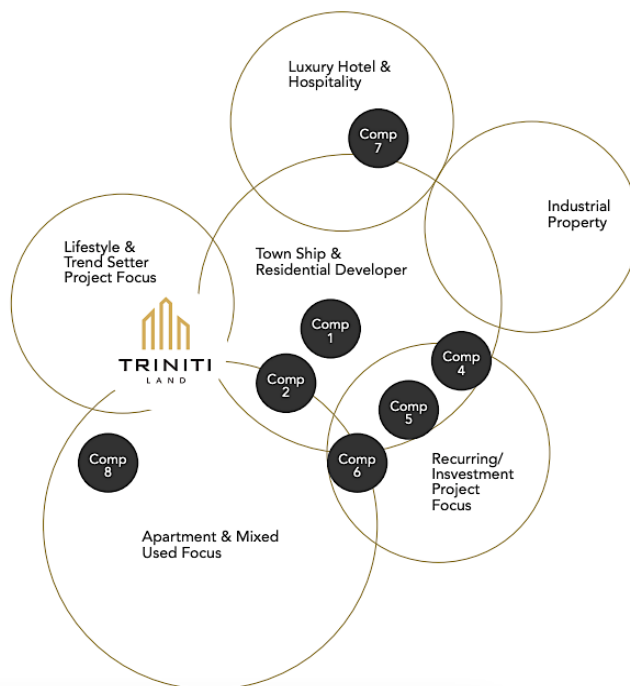 Luxury Hotel &
Hospitality
Comp
7
Industrial
Property
Lifestyle &
Trend Setter
Project Focus
Town Ship &
Residential Developer
TRINITI
LAND
Comp
1
Comp
2
Comp
4
Comp
5
Comp
6
Comp
8
Recurring/
Insvestment
Project
Focus
Apartment & Mixed
Used Focus